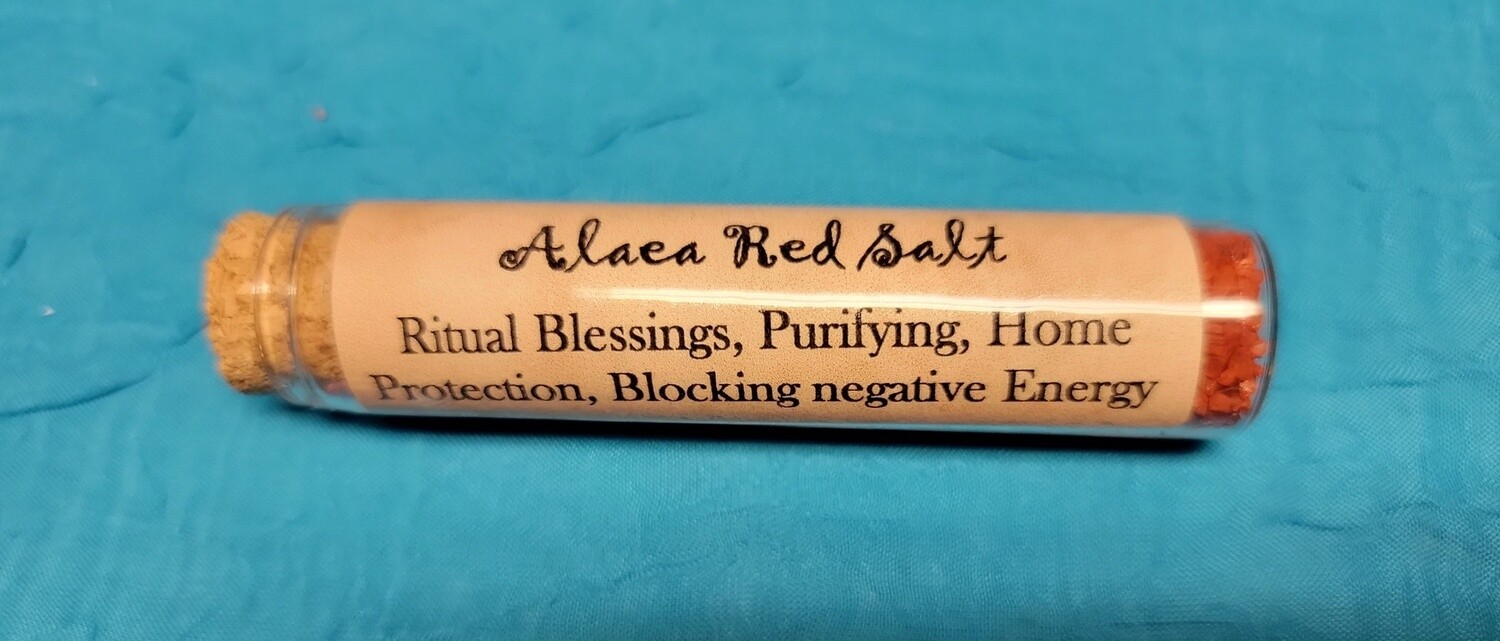 Alaea Red Salt
Ritual Blessings, Purifying, Home
Protection, Blocking negative Energy